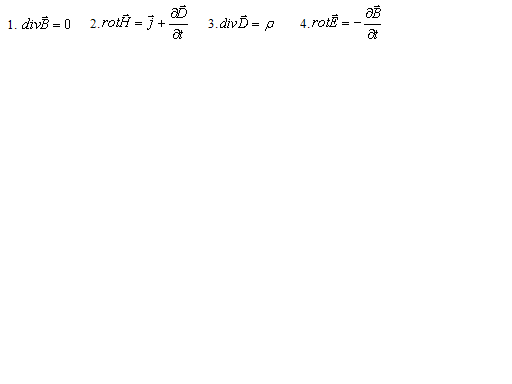 1. divB⃗ = 0 2. rotH⃗ = j⃗ + ∂D⃗/∂t 3. divD⃗ = ρ 4. rotE⃗ = −∂B⃗/∂t